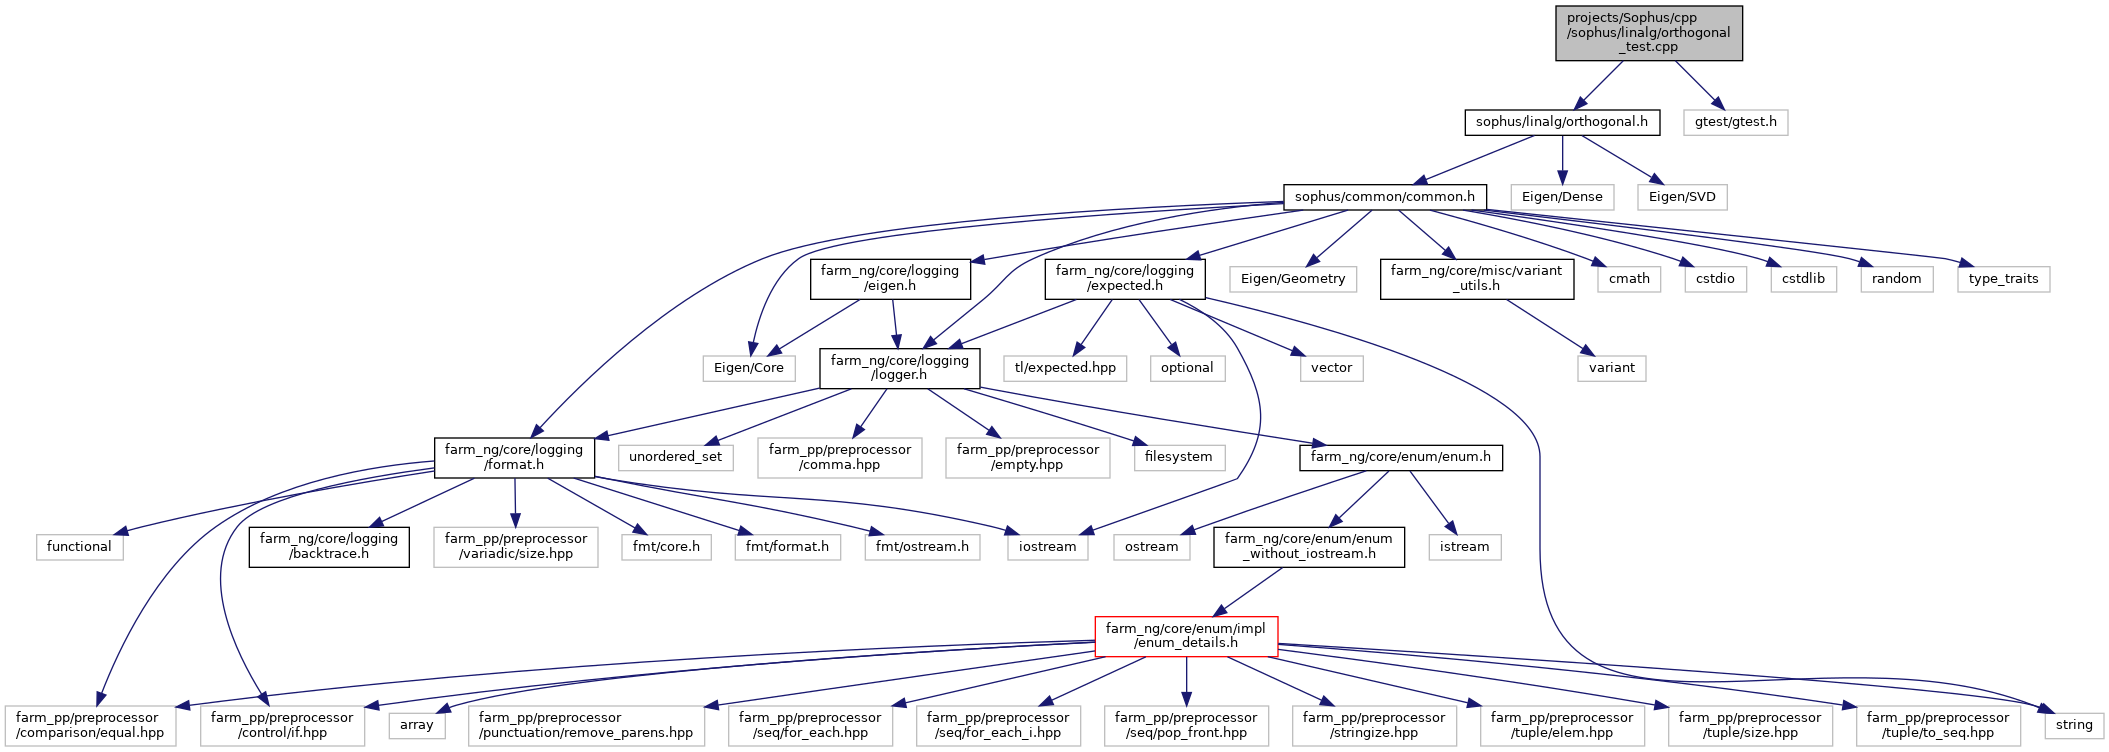 projects/Sophus/cpp
/sophus/linalg/orthogonal
_test.cpp
sophus/linalg/orthogonal.h
gtest/gtest.h
sophus/common/common.h
Eigen/Dense
Eigen/SVD
farm_ng/core/logging
/eigen.h
farm_ng/core/logging
/expected.h
Eigen/Geometry
farm_ng/core/misc/variant
_utils.h
cmath
cstdio
cstdlib
random
type_traits
Eigen/Core
farm_ng/core/logging
/logger.h
tl/expected.hpp
optional
vector
variant
farm_ng/core/logging
/format.h
unordered_set
farm_pp/preprocessor
/comma.hpp
farm_pp/preprocessor
/empty.hpp
filesystem
farm_ng/core/enum/enum.h
functional
farm_ng/core/logging
/backtrace.h
farm_pp/preprocessor
/variadic/size.hpp
fmt/core.h
fmt/format.h
fmt/ostream.h
iostream
ostream
farm_ng/core/enum/enum
_without_iostream.h
istream
farm_ng/core/enum/impl
/enum_details.h
farm_pp/preprocessor
/comparison/equal.hpp
farm_pp/preprocessor
/control/if.hpp
array
farm_pp/preprocessor
/punctuation/remove_parens.hpp
farm_pp/preprocessor
/seq/for_each.hpp
farm_pp/preprocessor
/seq/for_each_i.hpp
farm_pp/preprocessor
/seq/pop_front.hpp
farm_pp/preprocessor
/stringize.hpp
farm_pp/preprocessor
/tuple/elem.hpp
farm_pp/preprocessor
/tuple/size.hpp
farm_pp/preprocessor
/tuple/to_seq.hpp
string